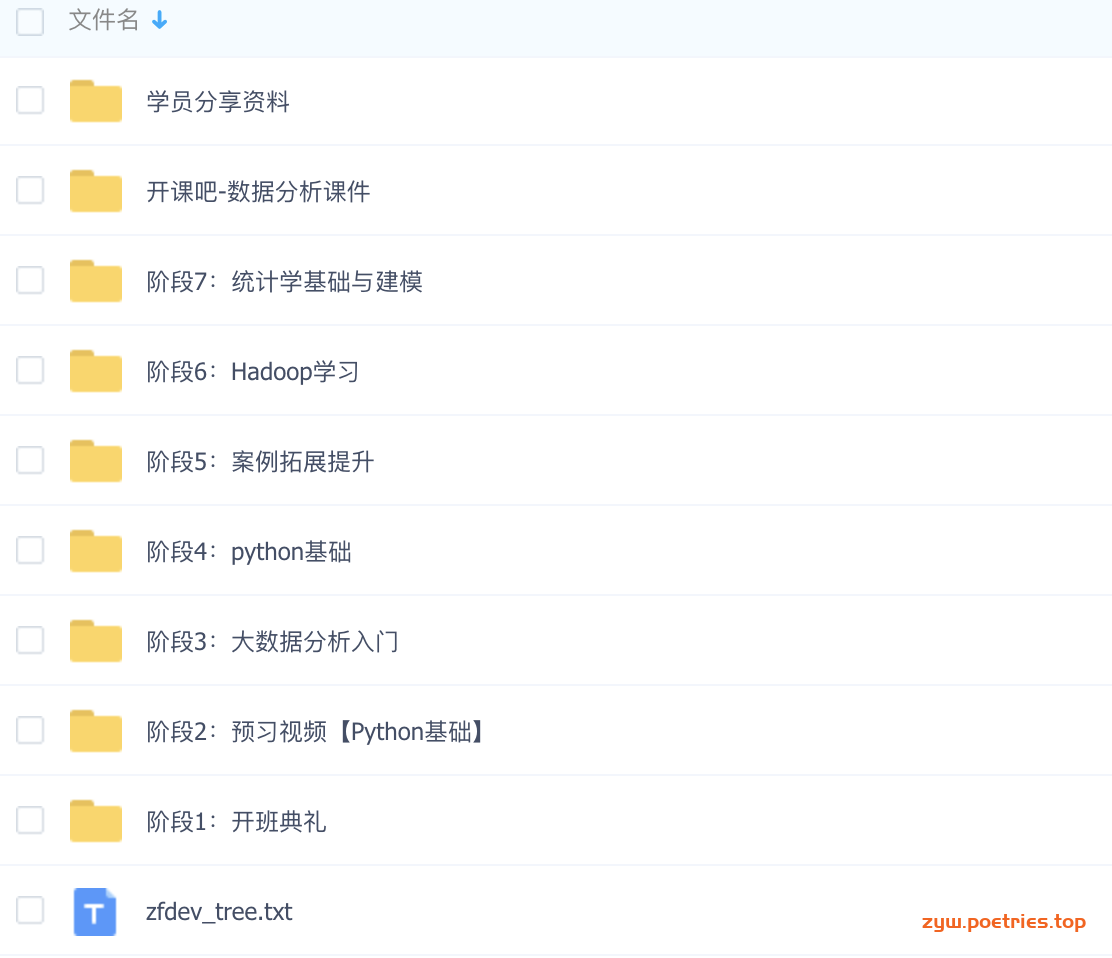 文件名
学员分享资料
开课吧-数据分析课件
阶段7：统计学基础与建模
阶段6：Hadoop学习
阶段5：案例拓展提升
阶段4：python基础
阶段3：大数据分析入门
阶段2：预习视频【Python基础】
阶段1：开班典礼
zfdev_tree.txt
zyw.poetries.top